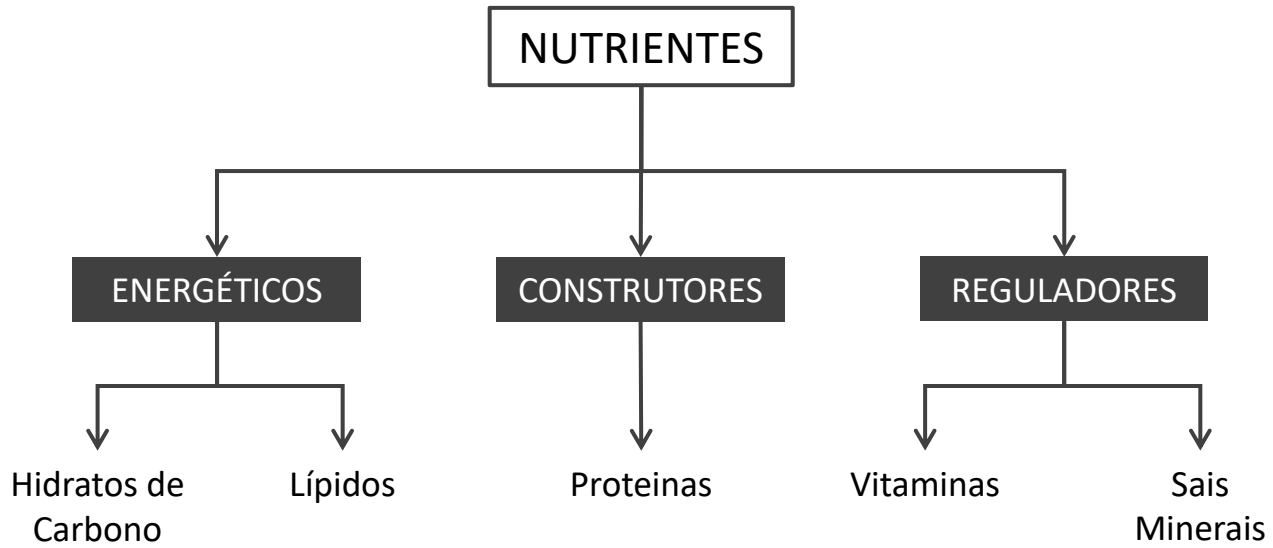 NUTRIENTES
ENERGÉTICOS
CONSTRUTORES
REGULADORES
Hidratos de
Carbono
Lípidos
Proteinas
Vitaminas
Sais
Minerais